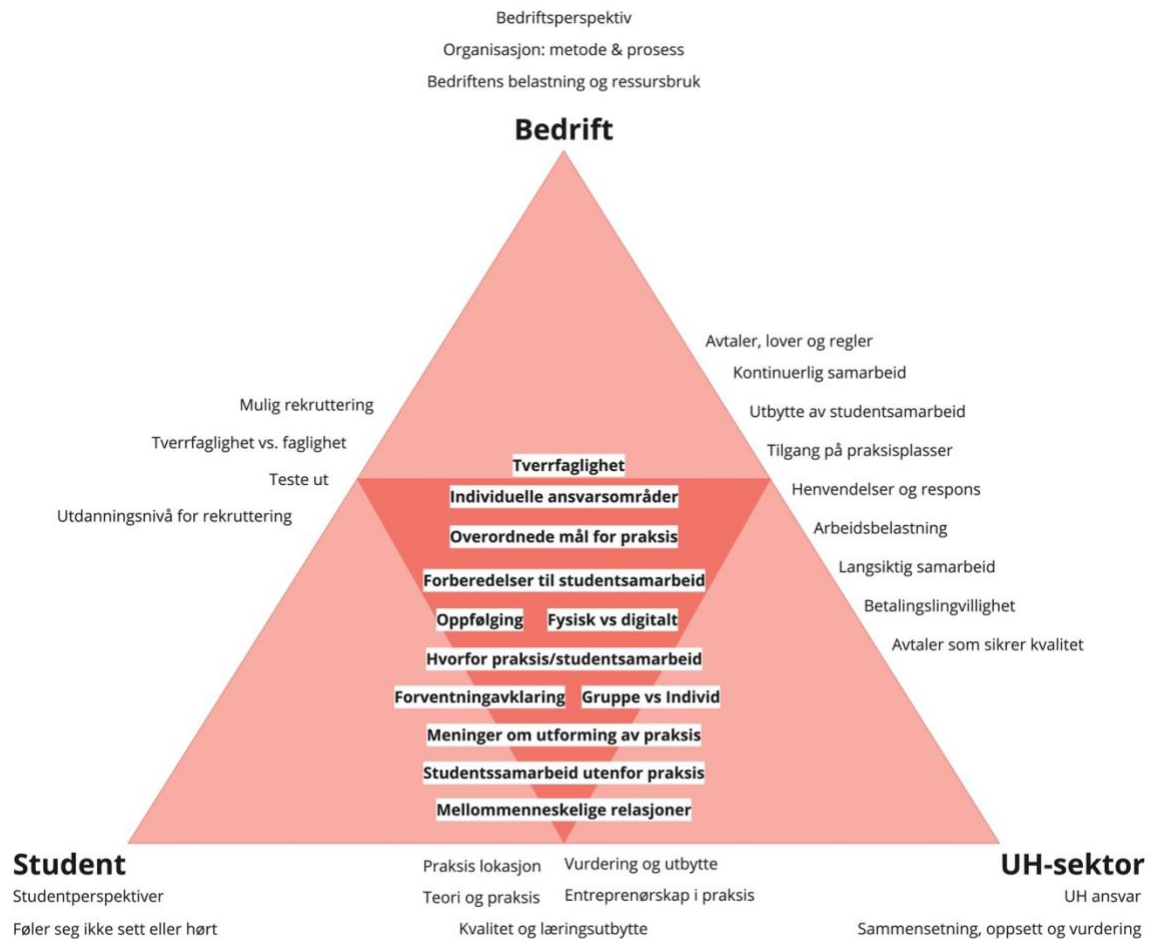 Bedriftsperspektiv
Organisasjon: metode & prosess
Bedriftens belastning og ressursbruk
Bedrift
Avtaler, lover og regler
Kontinuerlig samarbeid
Utbytte av studentsamarbeid
Tilgang på praksisplasser
Henvendelser og respons
Arbeidsbelastning
Langsiktig samarbeid
Betalingslingvillighet
Avtaler som sikrer kvalitet
Mulig rekruttering
Tverrfaglighet vs. faglighet
Teste ut
Utdanningsnivå for rekruttering
Tverrfaglighet
Individuelle ansvarsområder
Overordnede mål for praksis
Forberedelser til studentsamarbeid
Oppfølging Fysisk vs digitalt
Hvorfor praksis/studentsamarbeid
Forventningavklaring Gruppe vs Individ
Meninger om utforming av praksis
Studentssamarbeid utenfor praksis
Mellommenneskelige relasjoner
Student
Studentperspektiver
Føler seg ikke sett eller hørt
Praksis lokasjon Vurdering og utbytte
Teori og praksis Entreprenørskap i praksis
Kvalitet og læringsutbytte
UH-sektor
UH ansvar
Sammensetning, oppsett og vurdering